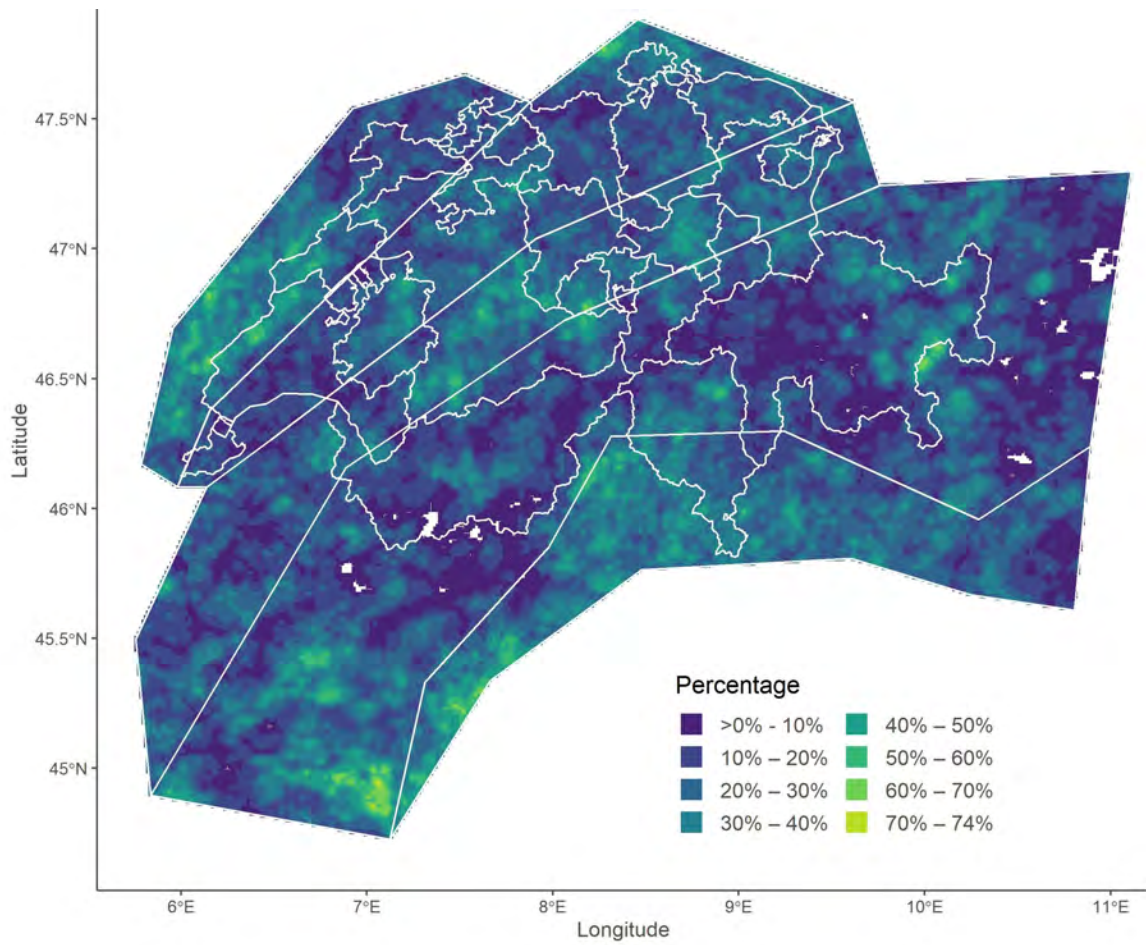 47.5°N
47°N
46.5°N
46°N
45.5°N
45°N
Latitude
Percentage
>0% - 10%
10% – 20%
20% – 30%
30% – 40%
40% – 50%
50% – 60%
60% – 70%
70% – 74%
6°E 7°E 8°E 9°E 10°E 11°E
Longitude